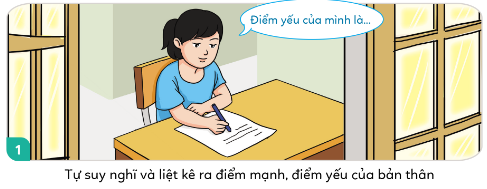 Điểm yếu của mình là...
1
Tự suy nghĩ và liệt kê ra điểm mạnh, điểm yếu của bản thân